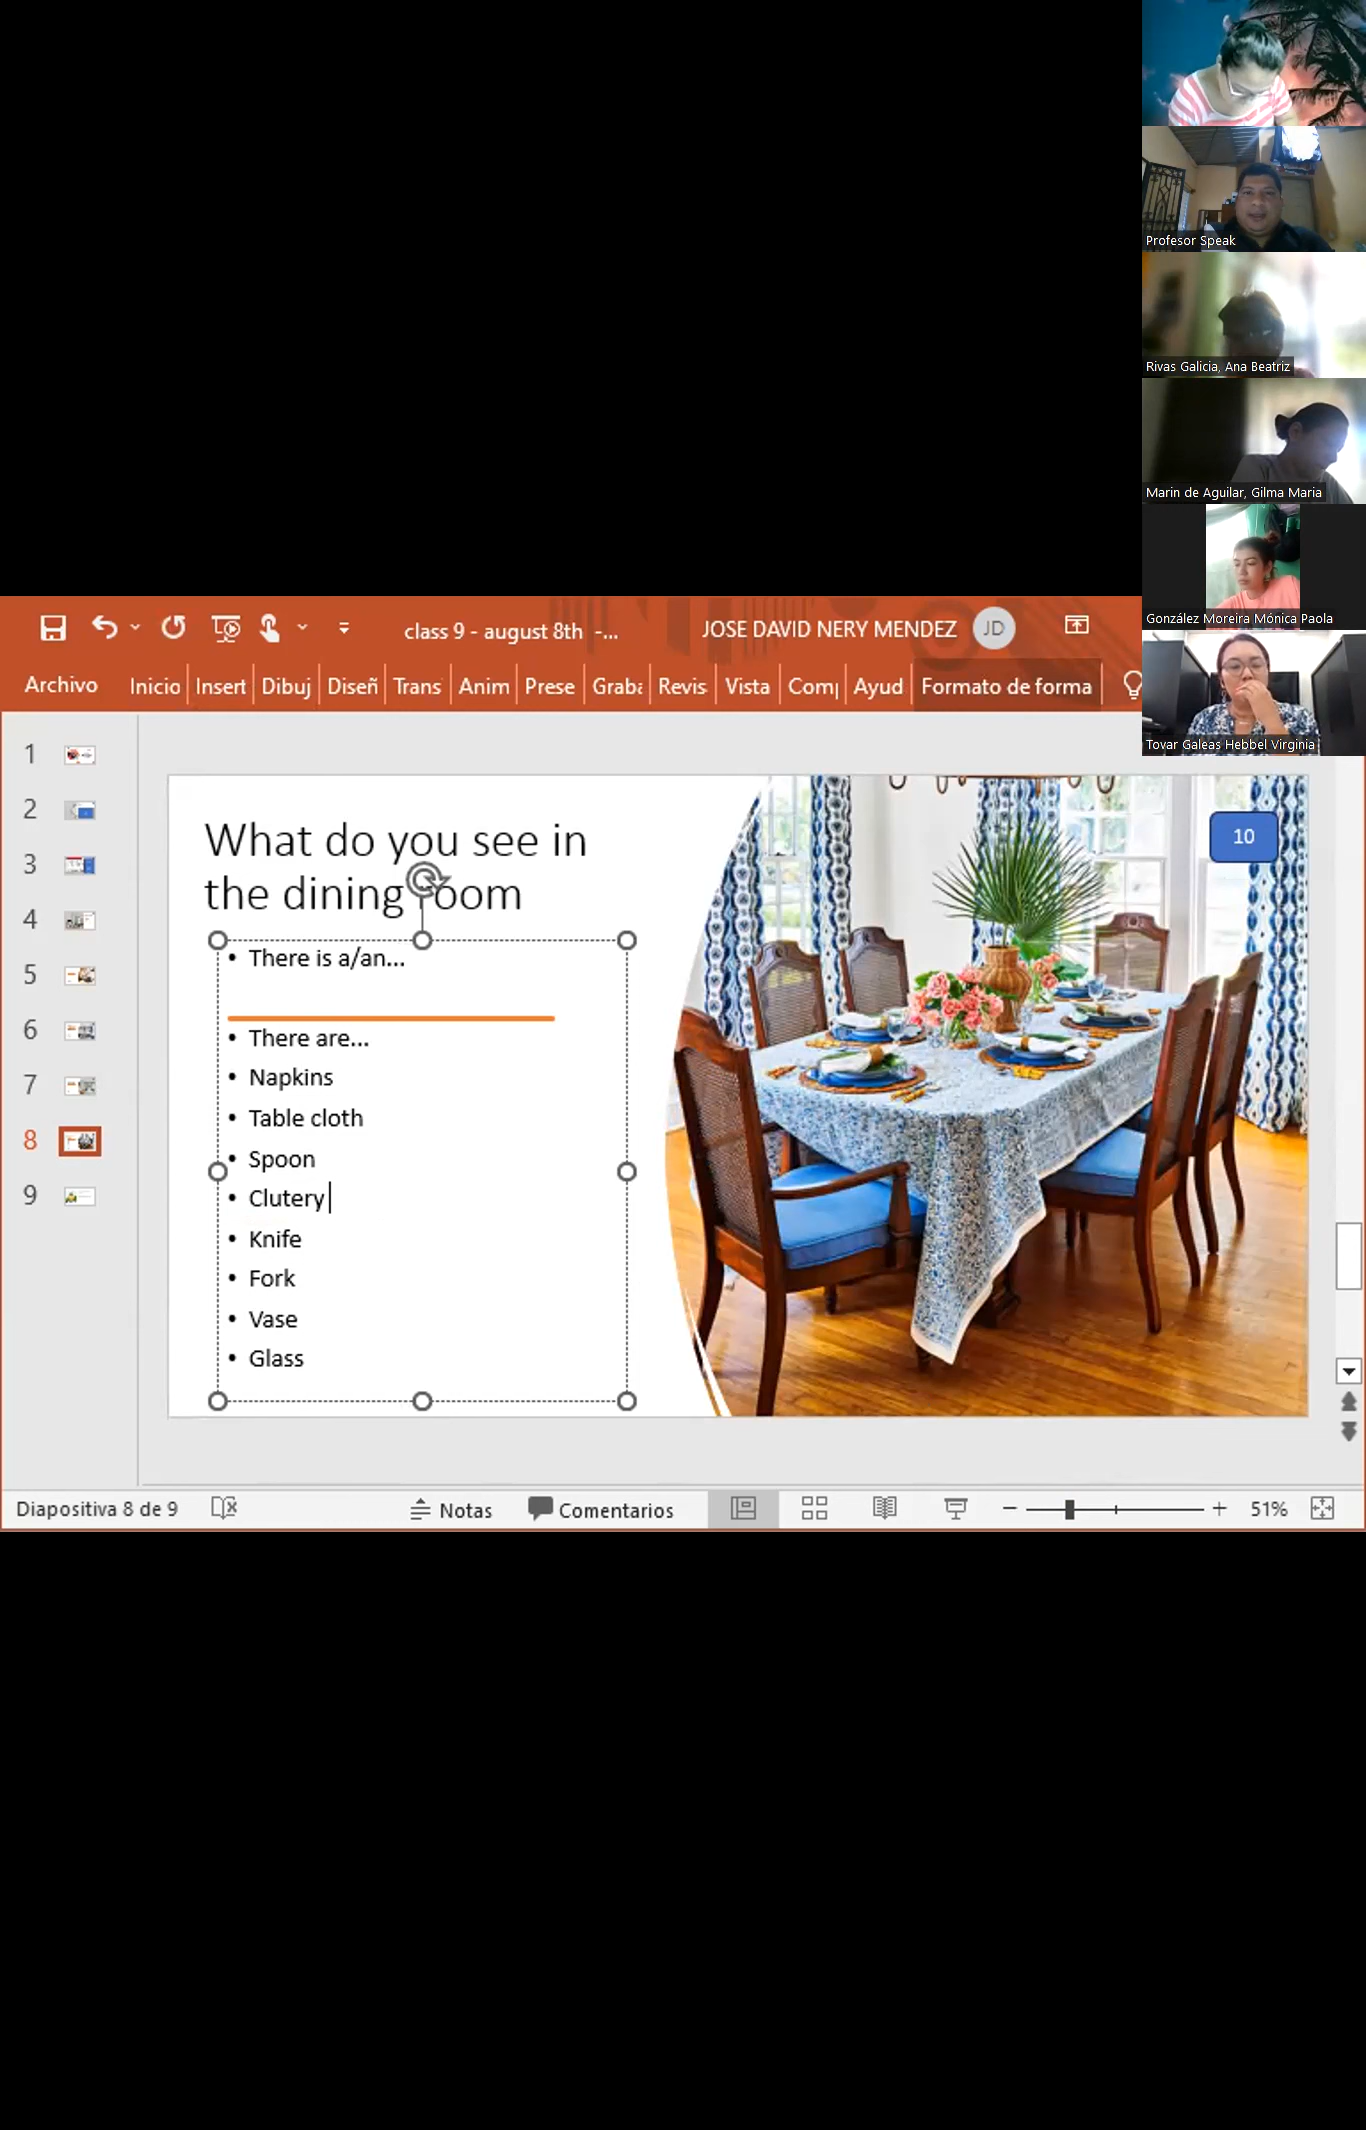 Profesor Speak
Rivas Galicia, Ana Beatriz
Marin de Aguilar, Gilma Maria
González Moreira Mónica Paola
Tovar Galeas Hebbel Virginia
class 9 - august 8th -...
JOSE DAVID NERY MENDEZ
JD
Archivo Inicio Insert Dibuj Diseñ Trans Anim Prese Graba Revis Vista Comp Ayud Formato de forma
1
2
3
4
5
6
7
8
9
What do you see in
the dining room
10
• There is a/an...
• There are...
• Napkins
• Table cloth
• Spoon
• Clutery
• Knife
• Fork
• Vase
• Glass
Diapositiva 8 de 9 Notas Comentarios 51%